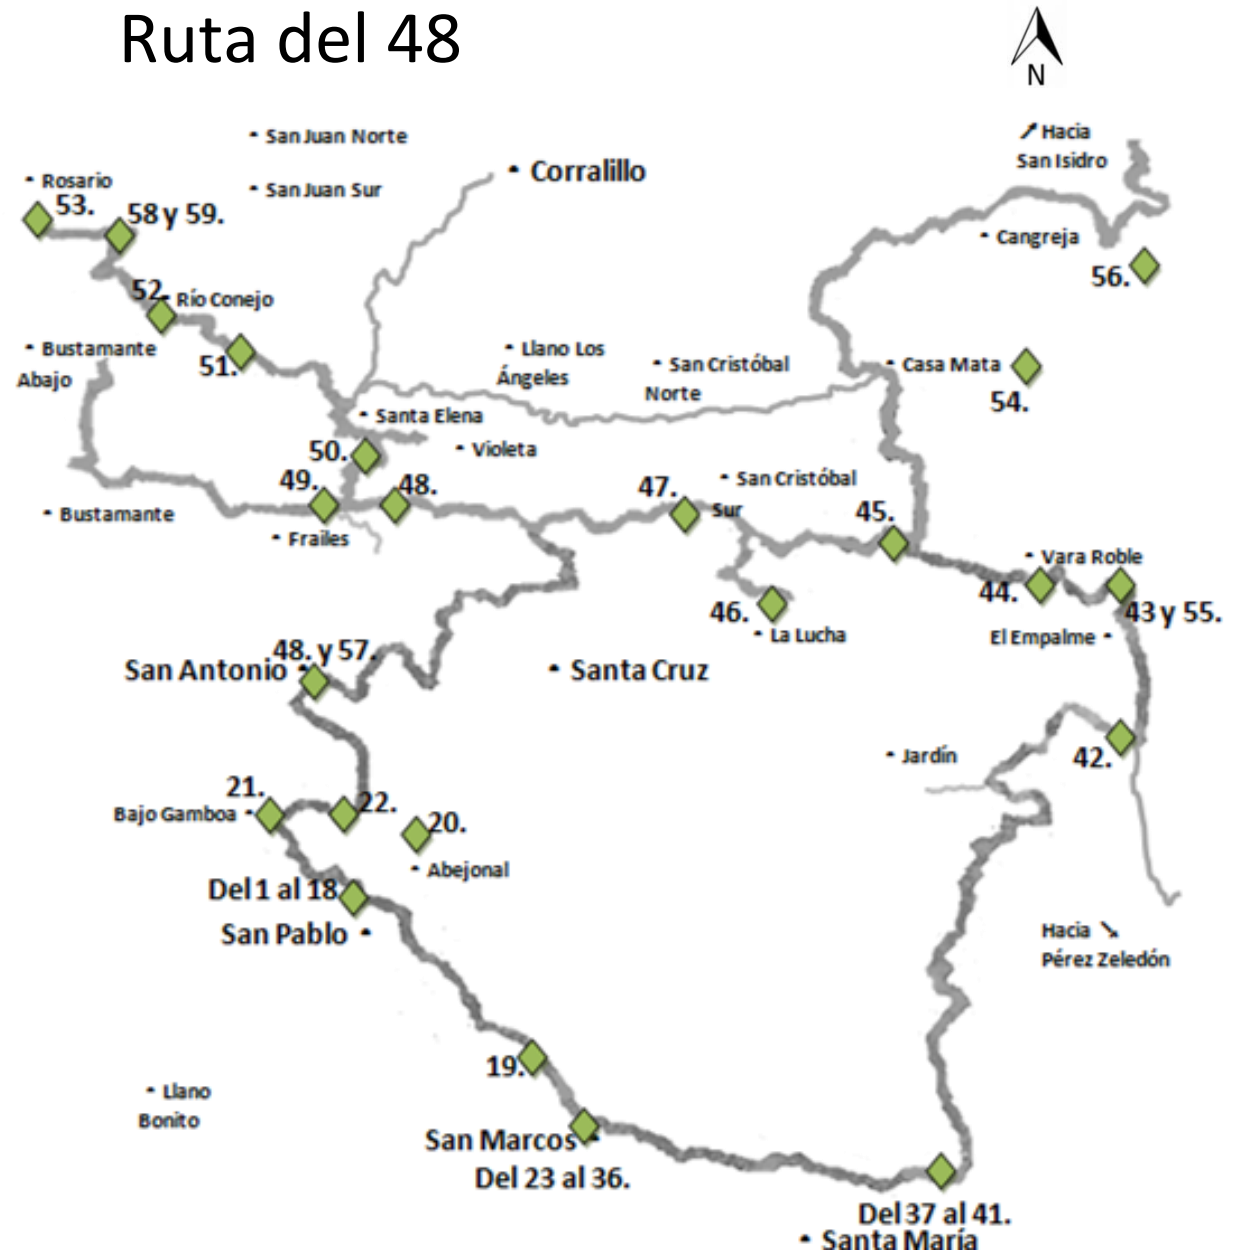 Ruta del 48
N
San Juan Norte
Hacia
San Isidro
Corralillo
Rosario
San Juan Sur
53.
58 y 59.
Cangreja
56.
52.
Río Conejo
Bustamante
Abajo
51.
Llano Los
Ángeles
San Cristóbal
Norte
Casa Mata
54.
Santa Elena
50.
Violeta
49.
48.
47.
San Cristóbal
Sur
45.
Bustamante
Frailes
Vara Roble
44.
43 y 55.
46.
La Lucha
El Empalme
48. y 57.
San Antonio
Santa Cruz
Jardín
42.
21.
Bajo Gamboa
22.
20.
Abejonal
Del 1 al 18
San Pablo
Hacia
Pérez Zeledón
19.
Llano
Bonito
San Marcos
Del 23 al 36.
Del 37 al 41.
Santa María